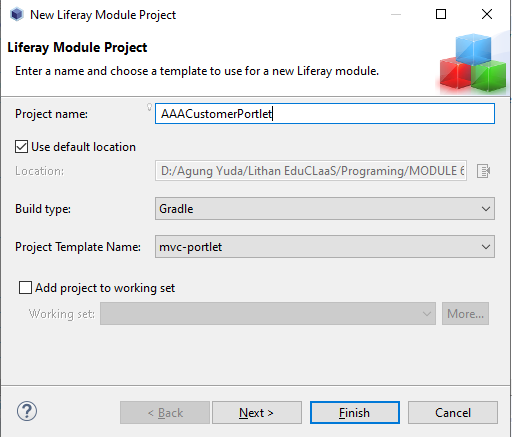 New Liferay Module Project
Liferay Module Project
Enter a name and choose a template to use for a new Liferay module.
Project name: AAACustomerPortlet
Use default location
Location: D:/Agung Yuda/Lithan EduCLaaS/Programing/MODULE 6
Build type: Gradle
Project Template Name: mvc-portlet
Add project to working set
Working set: More...
? < Back Next > Finish Cancel